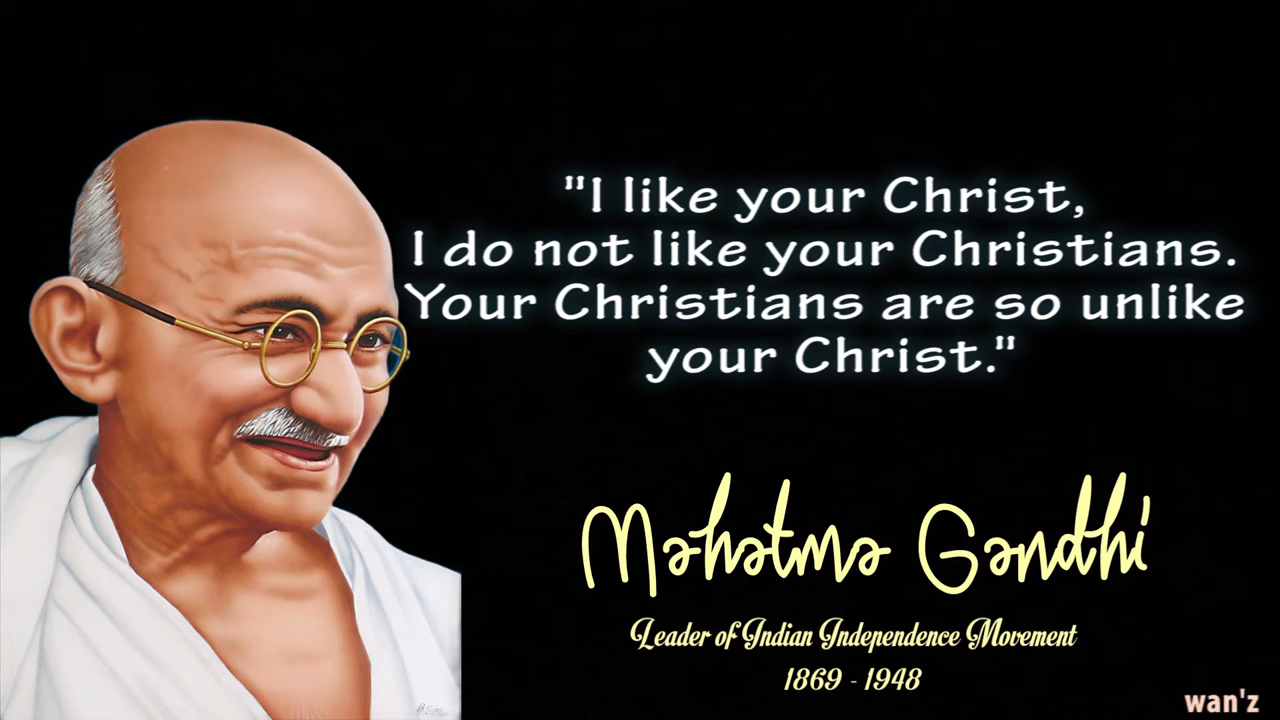 "I like your Christ,
I do not like your Christians.
Your Christians are so unlike
your Christ."
Mahatma Gandhi
Leader of Indian Independence Movement
1869 - 1948
wan'z